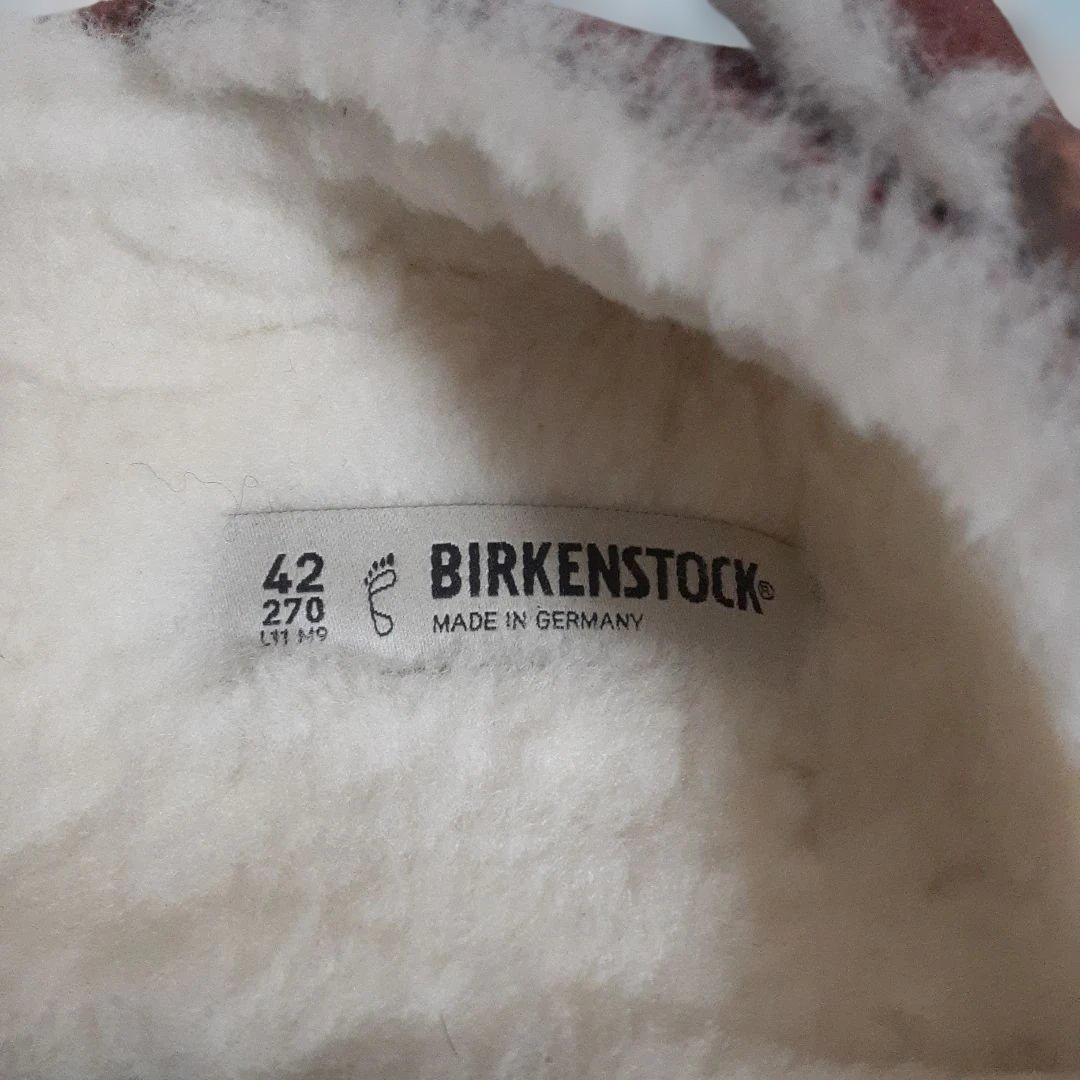 42
270
L11 M9
BIRKENSTOCK®
MADE IN GERMANY